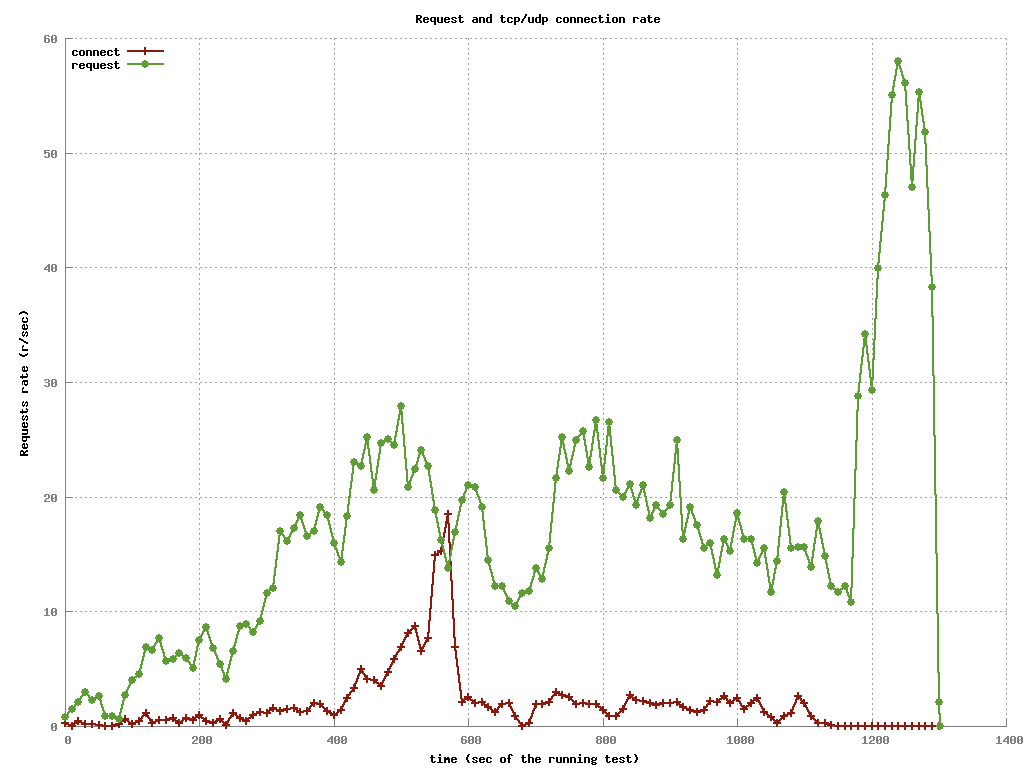 Request and tcp/udp connection rate
60
connect
request
50
40
30
20
10
0
Requests rate (r/sec)
0 200 400 600 800 1000 1200 1400
time (sec of the running test)